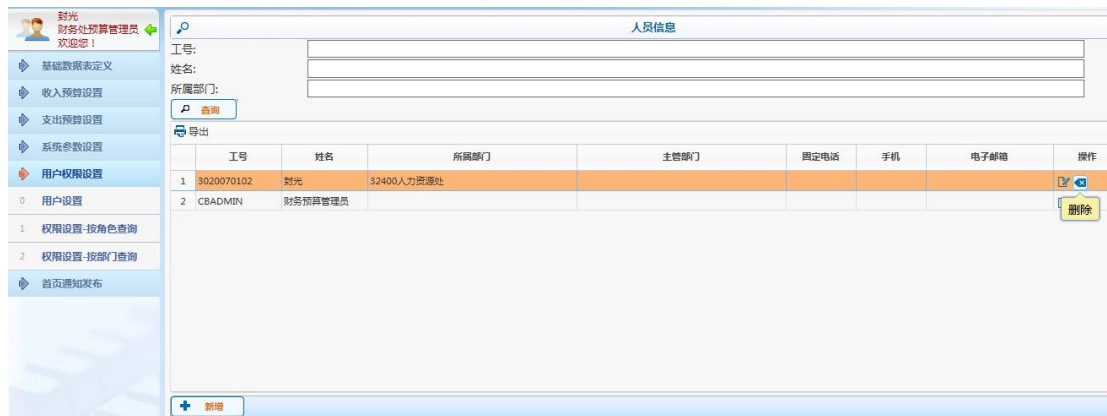 封光
财务处预算管理员
欢迎您！
基础数据表定义
收入预算设置
支出预算设置
系统参数设置
用户权限设置
0 用户设置
1 权限设置-按角色查询
2 权限设置-按部门查询
首页通知发布
人员信息
工号:
姓名:
所属部门:
查询
导出
工号 姓名 所属部门 主管部门 固定电话 手机 电子邮箱 操作
1 3020070102 封光 32400人力资源处
2 CBADMIN 财务预算管理员
删除
新增